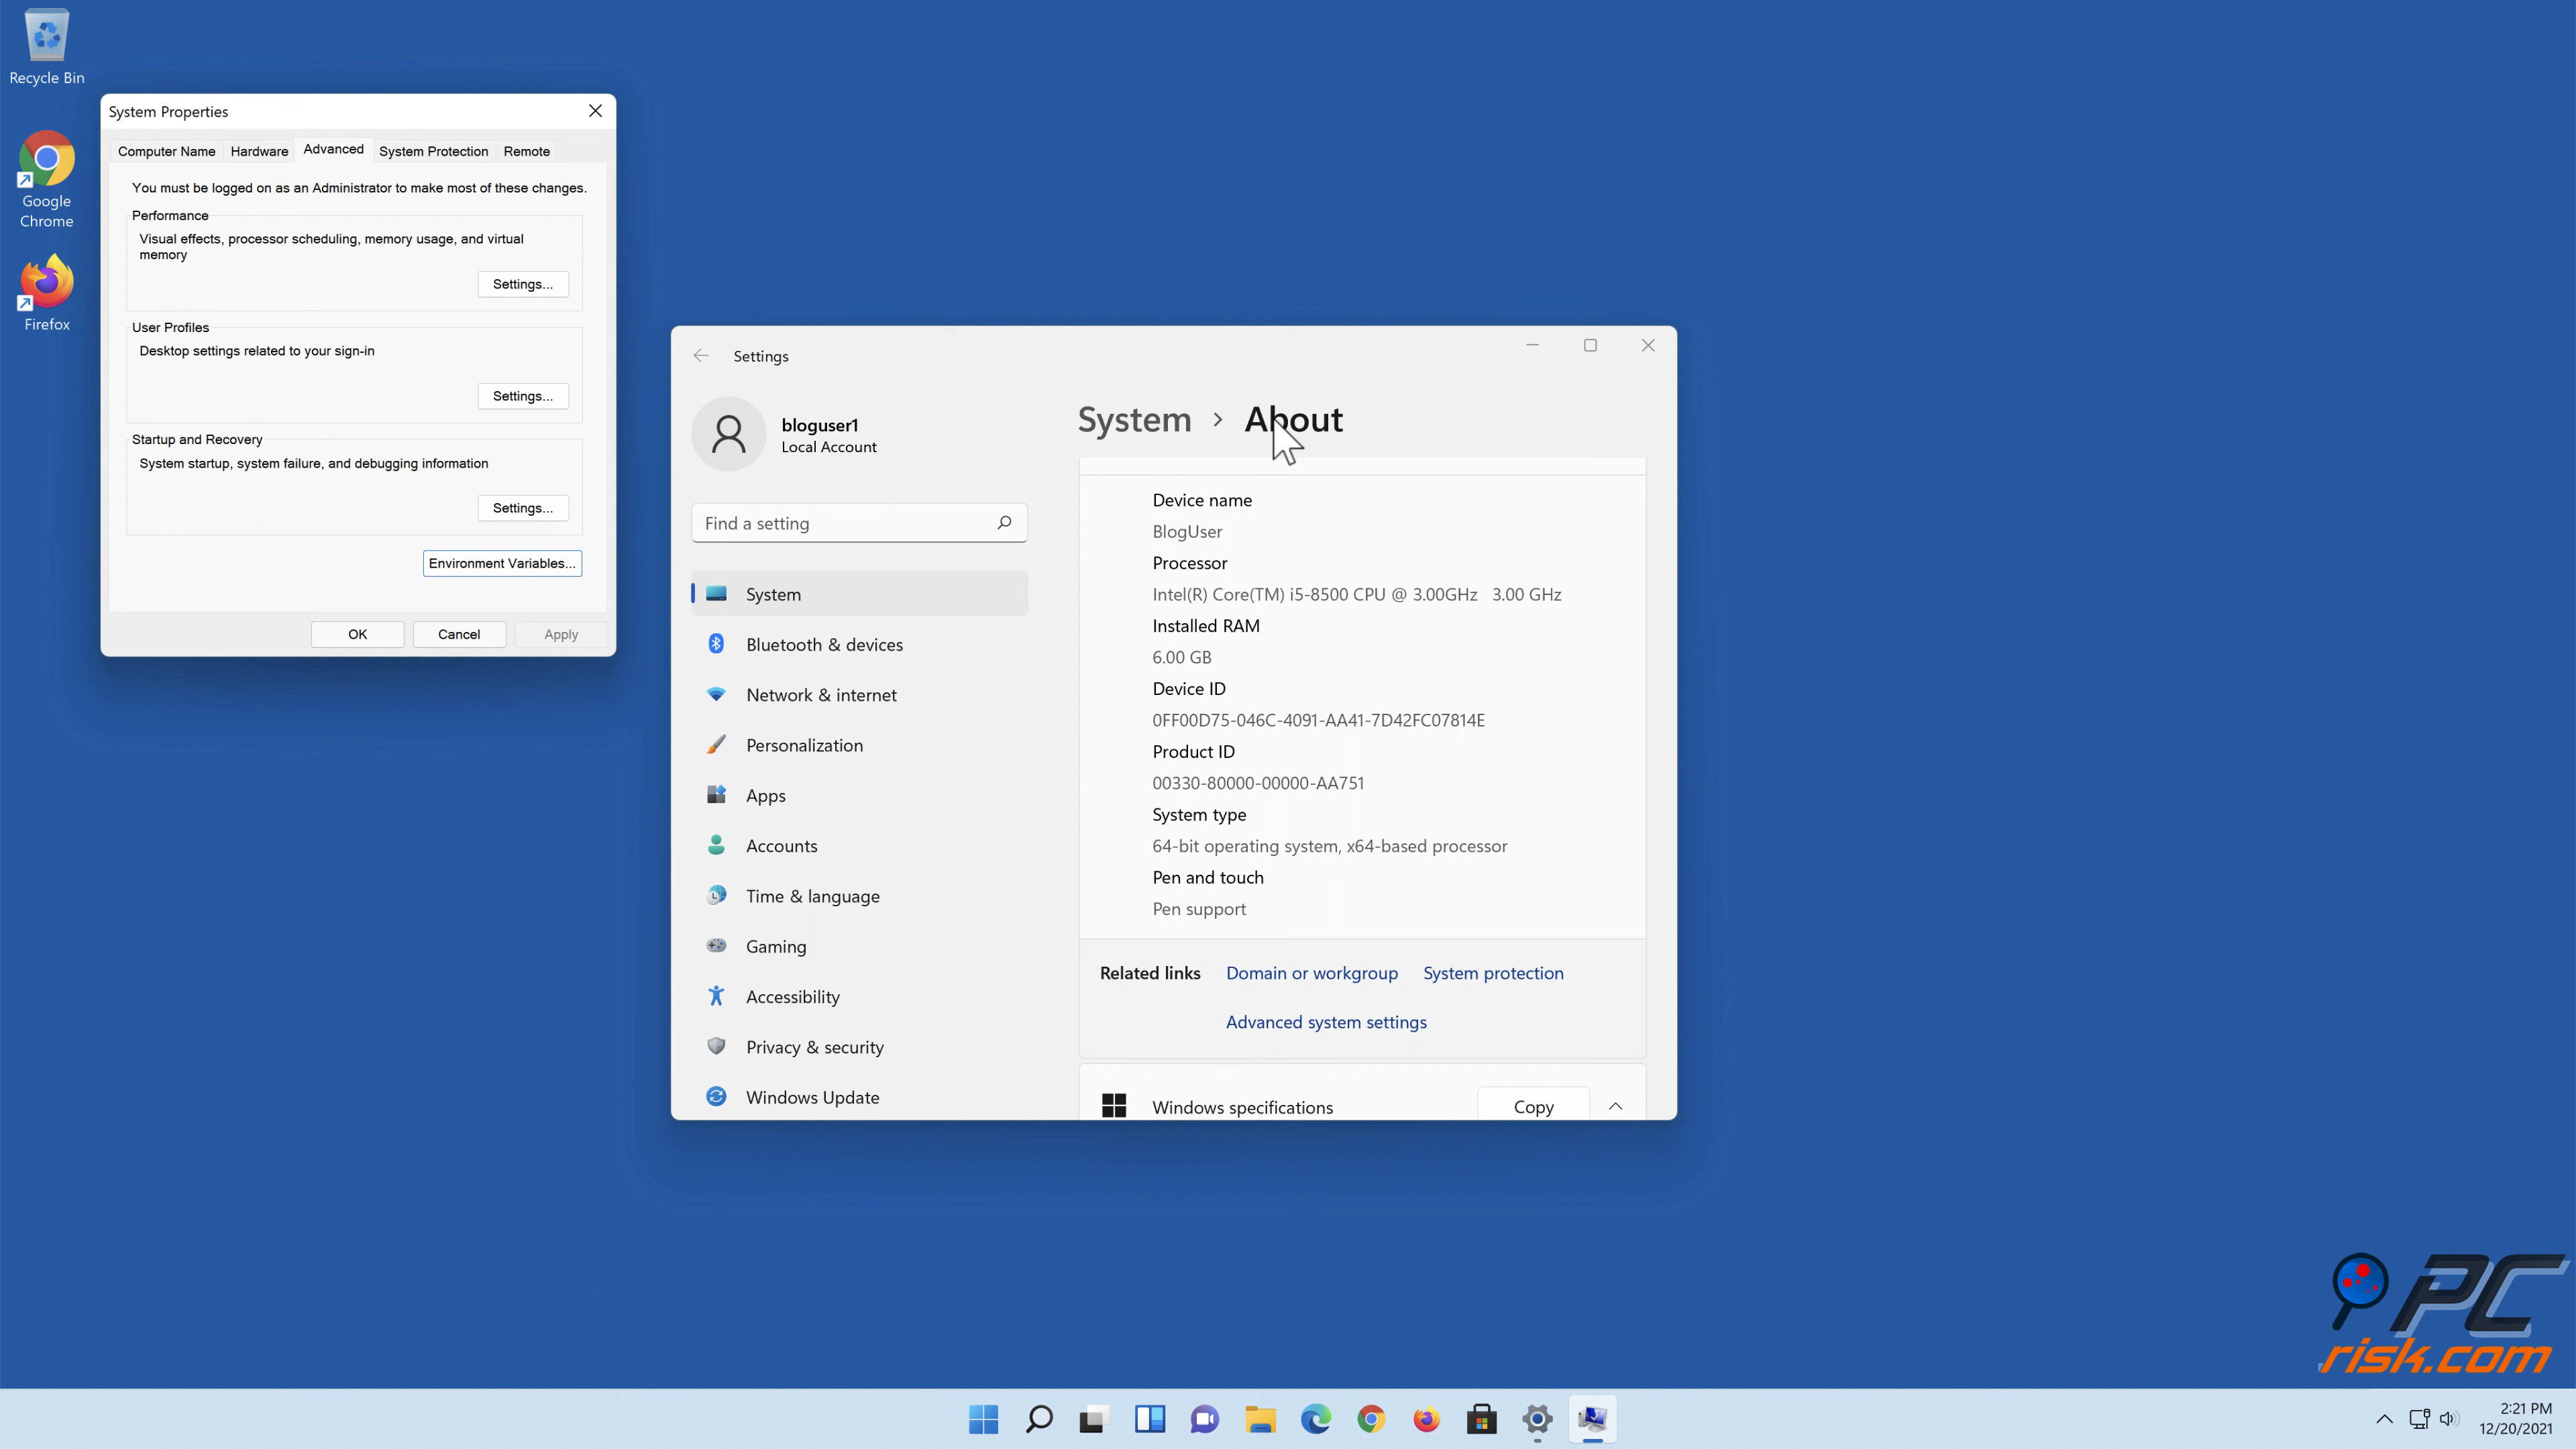 Recycle Bin
Google
Chrome
Firefox
System Properties
Computer Name Hardware Advanced System Protection Remote
You must be logged on as an Administrator to make most of these changes.
Performance
Visual effects, processor scheduling, memory usage, and virtual
memory
Settings...
User Profiles
Desktop settings related to your sign-in
Settings...
Startup and Recovery
System startup, system failure, and debugging information
Settings...
Environment Variables...
OK Cancel Apply
Settings
bloguser1
Local Account
Find a setting
System
Bluetooth & devices
Network & internet
Personalization
Apps
Accounts
Time & language
Gaming
Accessibility
Privacy & security
Windows Update
System > About
Device name
BlogUser
Processor
Intel(R) Core(TM) i5-8500 CPU @ 3.00GHz 3.00 GHz
Installed RAM
6.00 GB
Device ID
0FF00D75-046C-4091-AA41-7D42FC07814E
Product ID
00330-80000-00000-AA751
System type
64-bit operating system, x64-based processor
Pen and touch
Pen support
Related links Domain or workgroup System protection
Advanced system settings
Windows specifications Copy
PC
risk.com
2:21 PM
12/20/2021